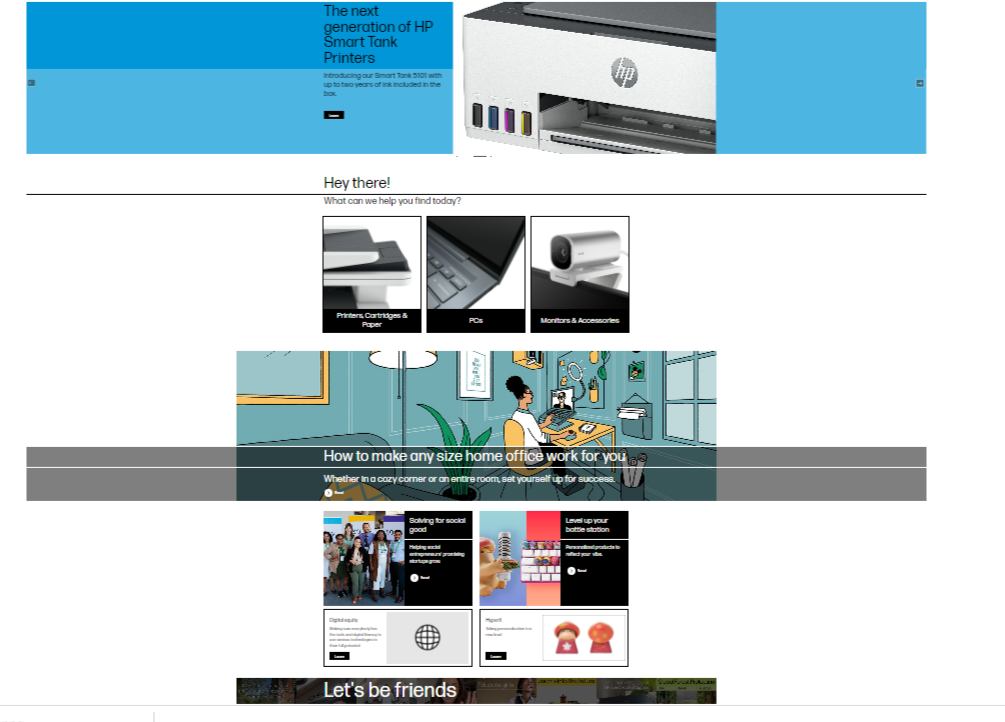 The next
generation of HP
Smart Tank
Printers
Introducing our Smart Tank 5101 with
up to two years of ink included in the
box.
Learn
hp
Hey there!
What can we help you find today?
Printers, Cartridges &
Paper
PCs
Monitors & Accessories
How to make any size home office work for you
Whether in a cozy corner or an entire room, set yourself up for success.
Read
Solving for social
good
Helping social
entrepreneurs' promising
startups grow.
Read
Level up your
battle station
Personalized products to
reflect your vibe.
Read
Digital equity
Learn
Learn
Let's be friends